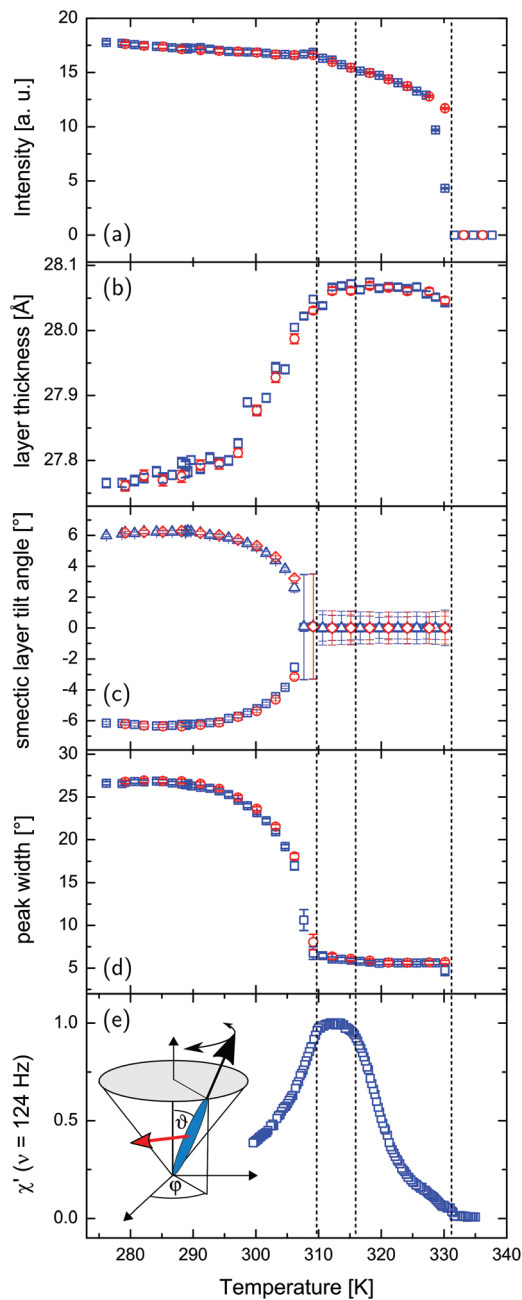 20
15
10
5
0
Intensity [a. u.]
(a)
28.1
28.0
27.9
27.8
layer thickness [Å]
(b)
6
4
2
0
-2
-4
-6
smectic layer tilt angle [°]
(c)
30
25
20
15
10
5
peak width [°]
(d)
1.0
0.5
0.0
χ' (ν = 124 Hz)
(e)
ϑ
φ
280 290 300 310 320 330 340
Temperature [K]